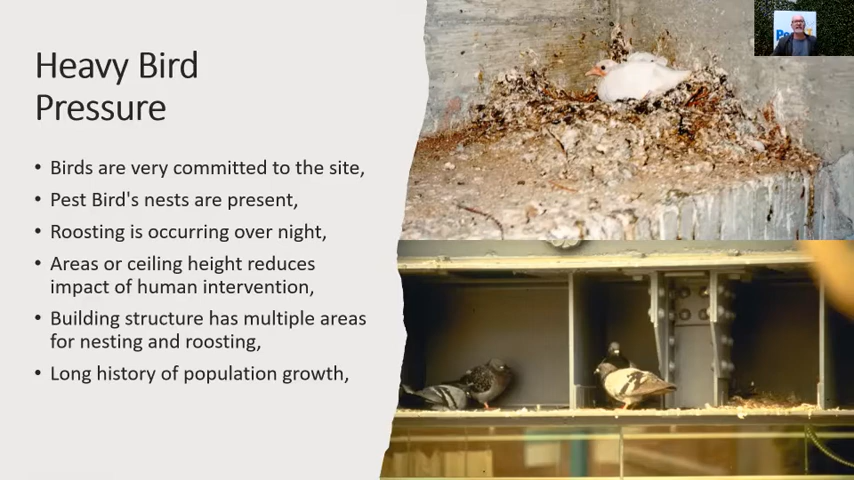 Heavy Bird
Pressure
• Birds are very committed to the site,
• Pest Bird's nests are present,
• Roosting is occurring over night,
• Areas or ceiling height reduces
impact of human intervention,
• Building structure has multiple areas
for nesting and roosting,
• Long history of population growth,